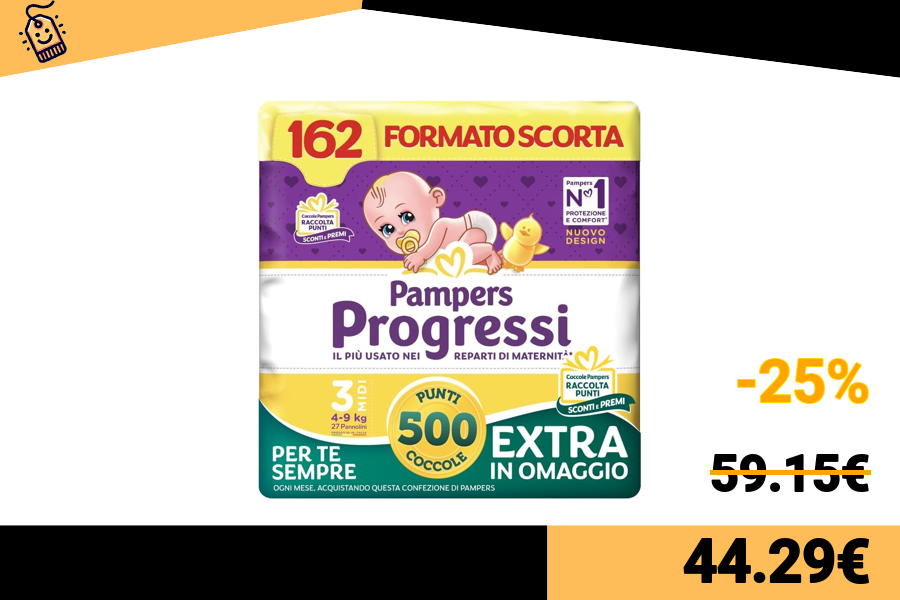 162 FORMATO SCORTA
Coccole Pampers
RACCOLTA
PUNTI
SCONTI E PREMI
Pampers
N°1
PROTEZIONE
E COMFORT*
NUOVO
DESIGN
Pampers
Progressi
IL PIÙ USATO NEI REPARTI DI MATERNITÀ*
3 MIDI
4-9 kg
27 Pannolini
PUNTI
500
COCCOLE
Coccole Pampers
RACCOLTA
PUNTI
SCONTI E PREMI
PER TE
SEMPRE
EXTRA
IN OMAGGIO
OGNI MESE, ACQUISTANDO QUESTA CONFEZIONE DI PAMPERS
-25%
59.15€
44.29€